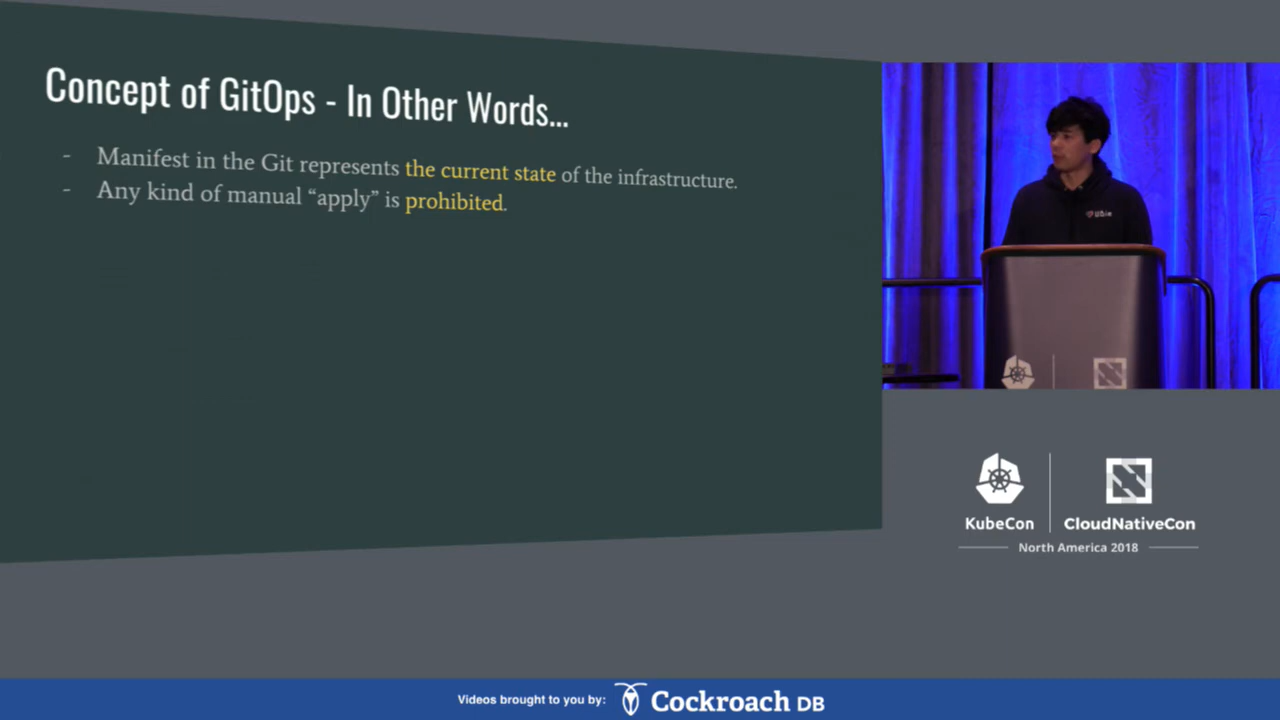 Concept of GitOps - In Other Words...
- Manifest in the Git represents the current state of the infrastructure.
- Any kind of manual “apply” is prohibited.
Ubie
KubeCon
CloudNativeCon
North America 2018
Videos brought to you by:
Cockroach DB